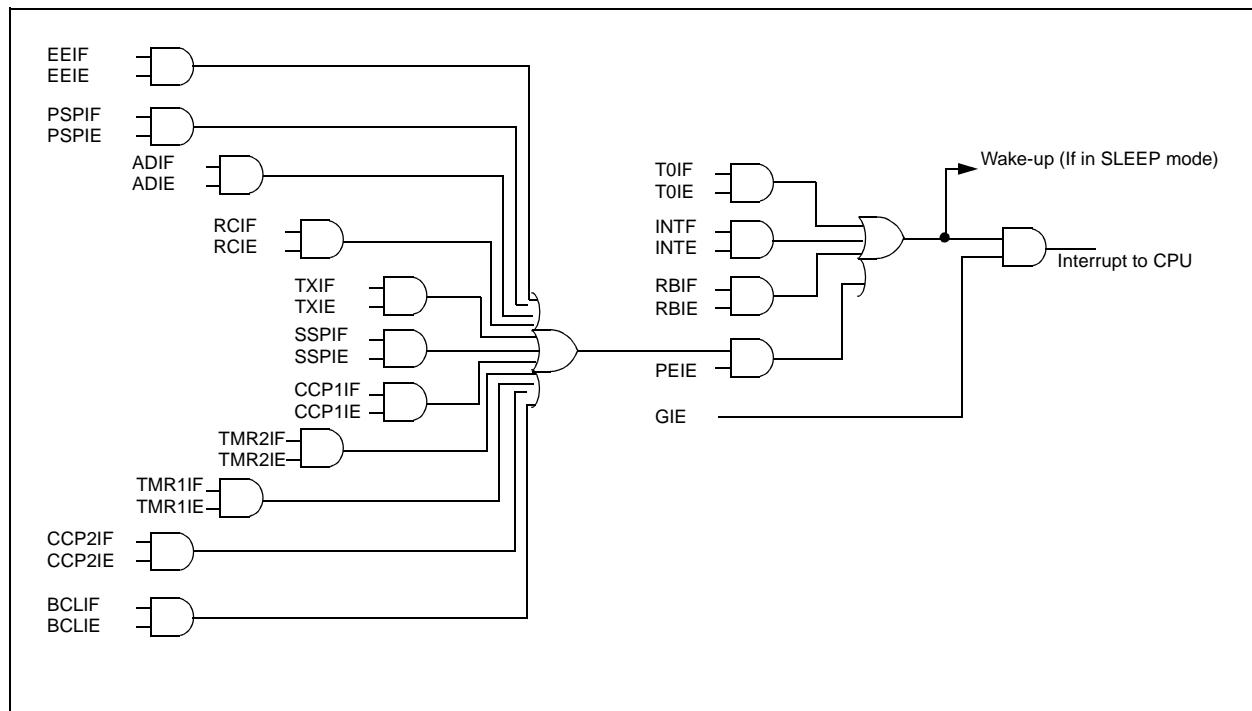 EEIF
EEIE
PSPIF
PSPIE
ADIF
ADIE
RCIF
RCIE
TXIF
TXIE
SSPIF
SSPIE
CCP1IF
CCP1IE
TMR2IF
TMR2IE
TMR1IF
TMR1IE
CCP2IF
CCP2IE
BCLIF
BCLIE
T0IF
T0IE
INTF
INTE
RBIF
RBIE
PEIE
GIE
Wake-up (If in SLEEP mode)
Interrupt to CPU